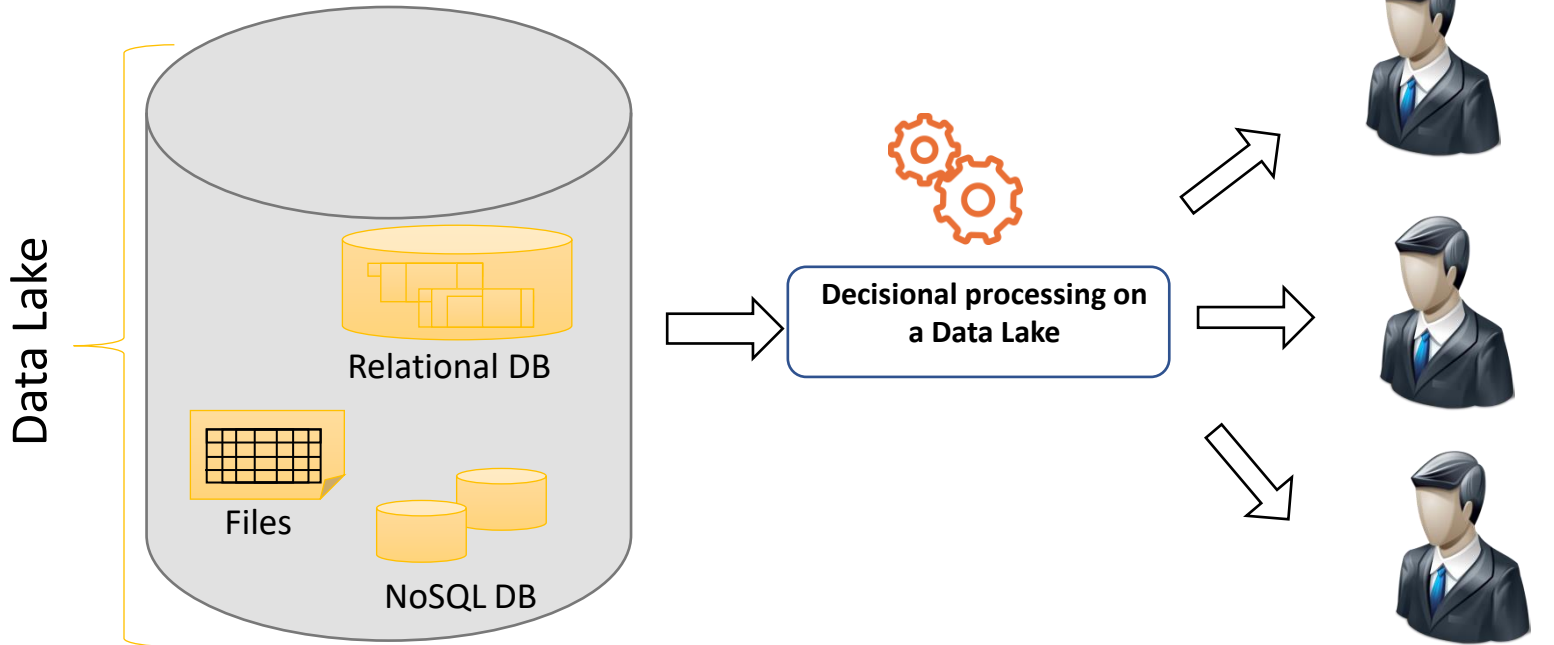 Data Lake
Relational DB
Files
NoSQL DB
Decisional processing on
a Data Lake